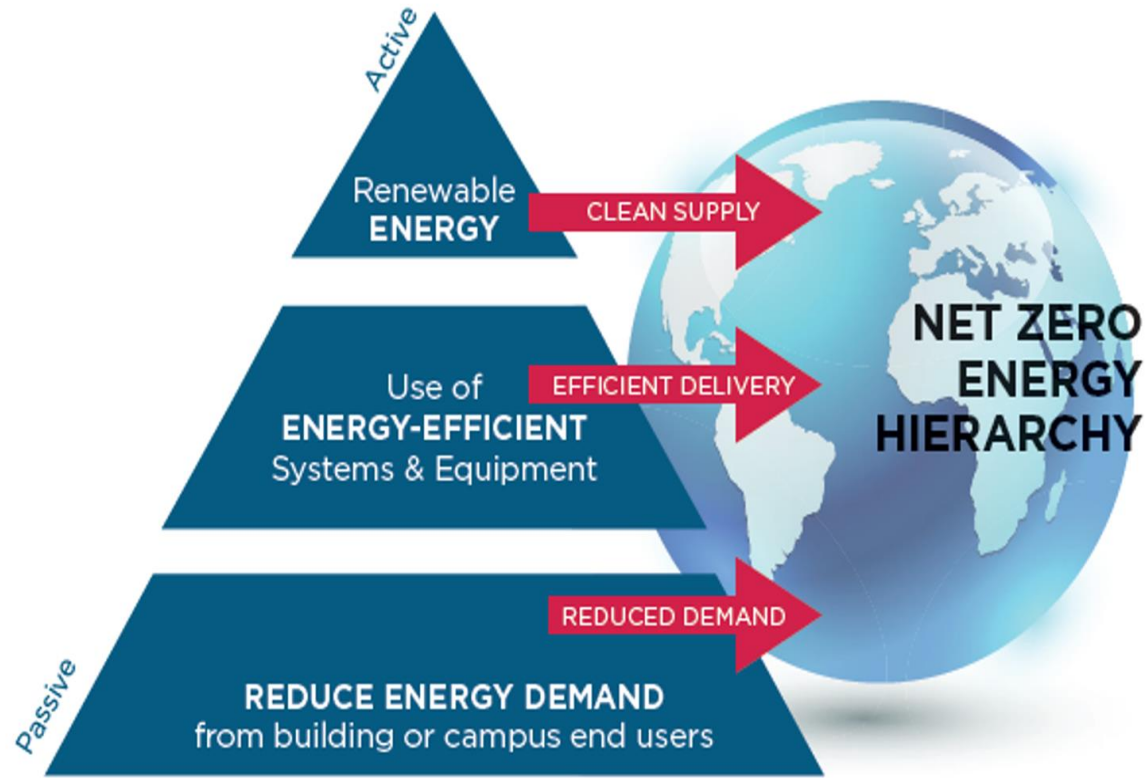 Active
Renewable
ENERGY
CLEAN SUPPLY
Use of
ENERGY-EFFICIENT
Systems & Equipment
EFFICIENT DELIVERY
NET ZERO
ENERGY
HIERARCHY
REDUCED DEMAND
Passive
REDUCE ENERGY DEMAND
from building or campus end users